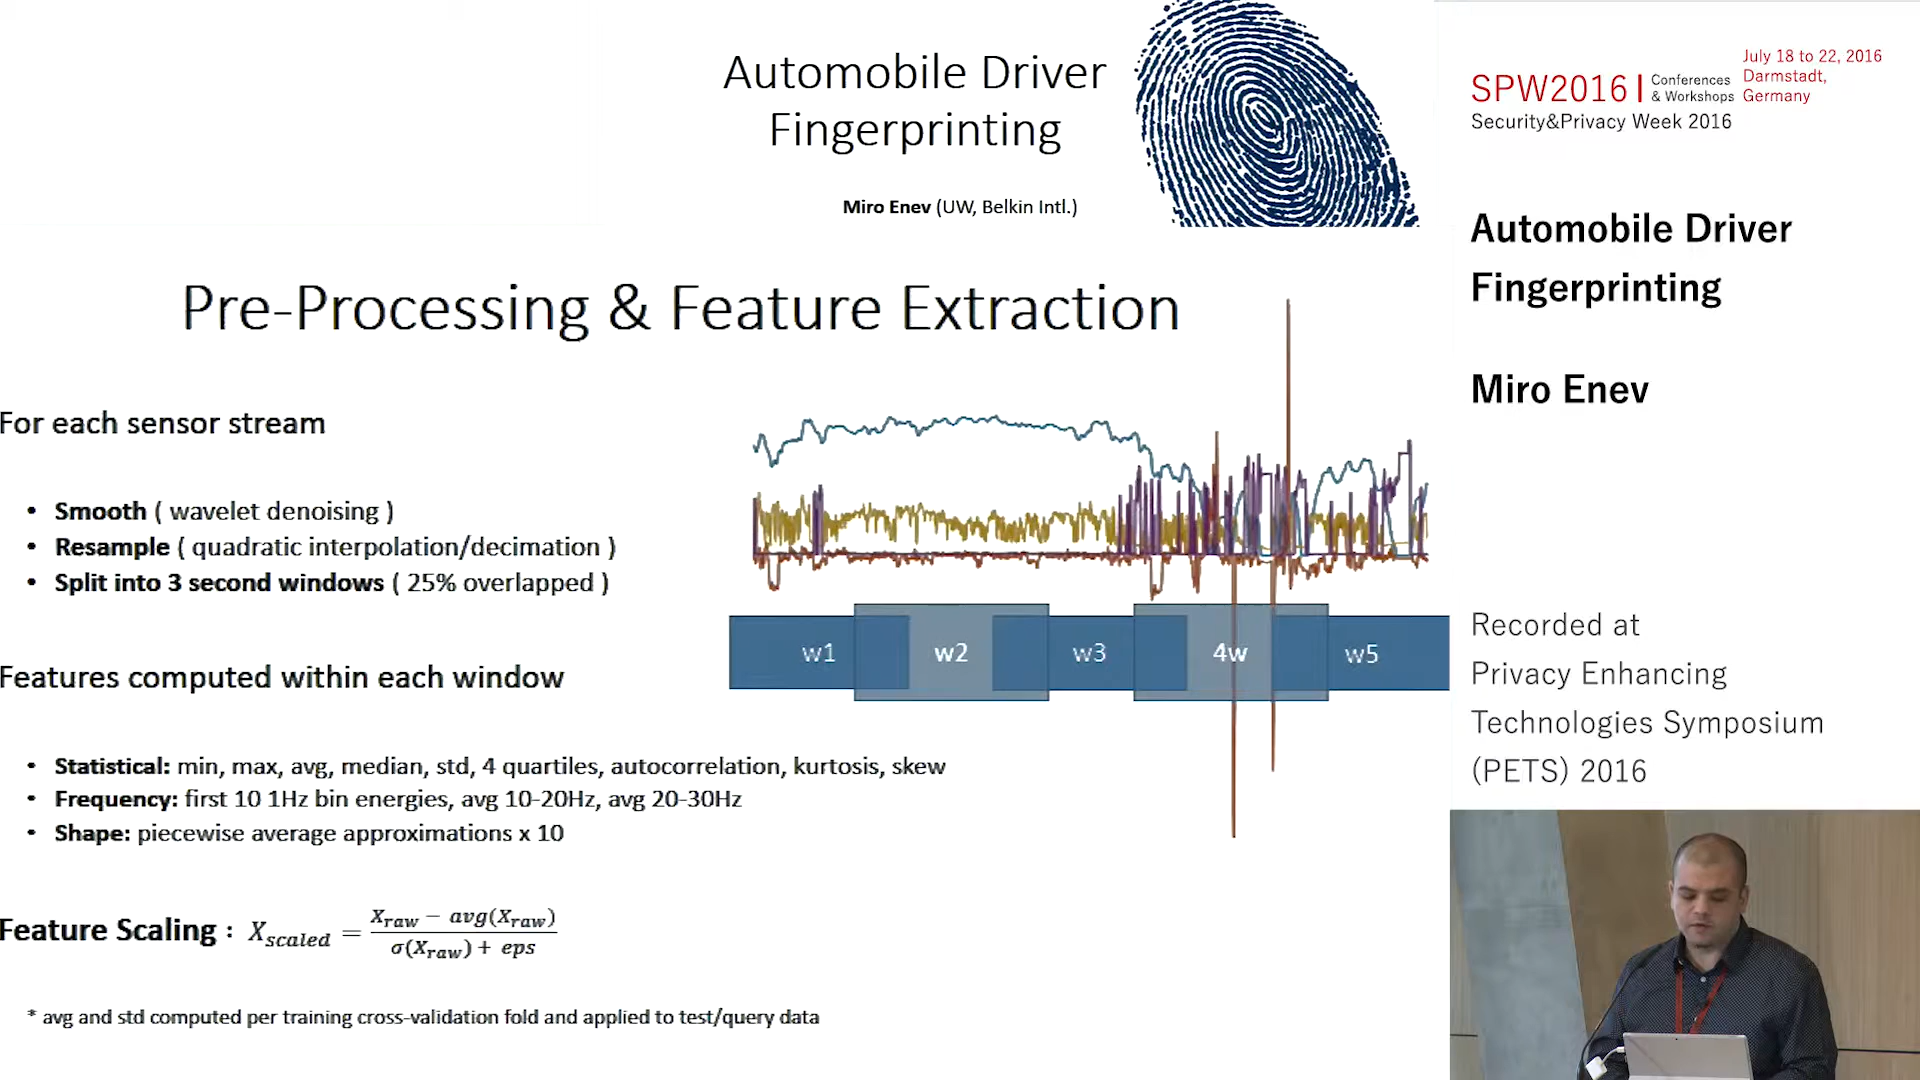 Automobile Driver
Fingerprinting
Miro Enev (UW, Belkin Intl.)
Pre-Processing & Feature Extraction
For each sensor stream
• Smooth ( wavelet denoising )
• Resample ( quadratic interpolation/decimation )
• Split into 3 second windows ( 25% overlapped )
w1 w2 w3 4w w5
Features computed within each window
• Statistical: min, max, avg, median, std, 4 quartiles, autocorrelation, kurtosis, skew
• Frequency: first 10 1Hz bin energies, avg 10-20Hz, avg 20-30Hz
• Shape: piecewise average approximations x 10
Feature Scaling : X_scaled = (X_raw − avg(X_raw)) / (σ(X_raw) + eps)
* avg and std computed per training cross-validation fold and applied to test/query data
SPW2016 | Conferences & Workshops
July 18 to 22, 2016
Darmstadt,
Germany
Security&Privacy Week 2016
Automobile Driver
Fingerprinting
Miro Enev
Recorded at
Privacy Enhancing
Technologies Symposium
(PETS) 2016